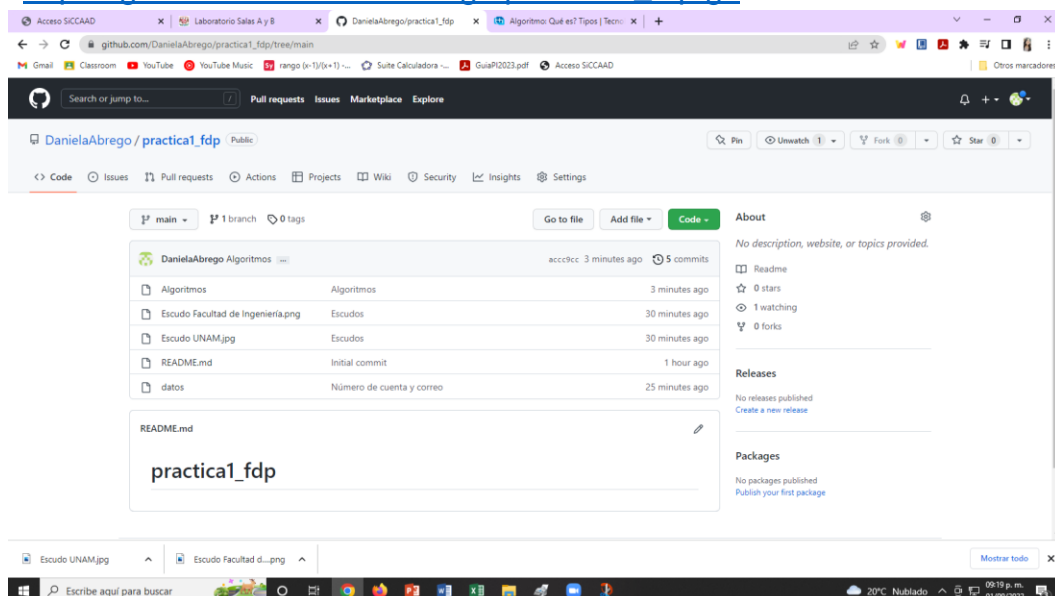 Acceso SiCCAAD
Laboratorio Salas A y B
DanielaAbrego/practica1_fdp
Algoritmo: Qué es? Tipos | Tecno
github.com/DanielaAbrego/practica1_fdp/tree/main
Gmail Classroom YouTube YouTube Music rango (x-1)/(x+1) -... Suite Calculadora -... GuiaPI2023.pdf Acceso SiCCAAD Otros marcadores
Search or jump to... / Pull requests Issues Marketplace Explore
DanielaAbrego / practica1_fdp Public Pin Unwatch 1 Fork 0 Star 0
Code Issues Pull requests Actions Projects Wiki Security Insights Settings
main 1 branch 0 tags Go to file Add file Code
DanielaAbrego Algoritmos ... accc9cc 3 minutes ago 5 commits
Algoritmos Algoritmos 3 minutes ago
Escudo Facultad de Ingeniería.png Escudos 30 minutes ago
Escudo UNAM.jpg Escudos 30 minutes ago
README.md Initial commit 1 hour ago
datos Número de cuenta y correo 25 minutes ago
README.md
practica1_fdp
About
No description, website, or topics provided.
Readme
0 stars
1 watching
0 forks
Releases
No releases published
Create a new release
Packages
No packages published
Publish your first package
Escudo UNAM.jpg Escudo Facultad d....png Mostrar todo
Escribe aquí para buscar 20°C Nublado 09:19 p. m.